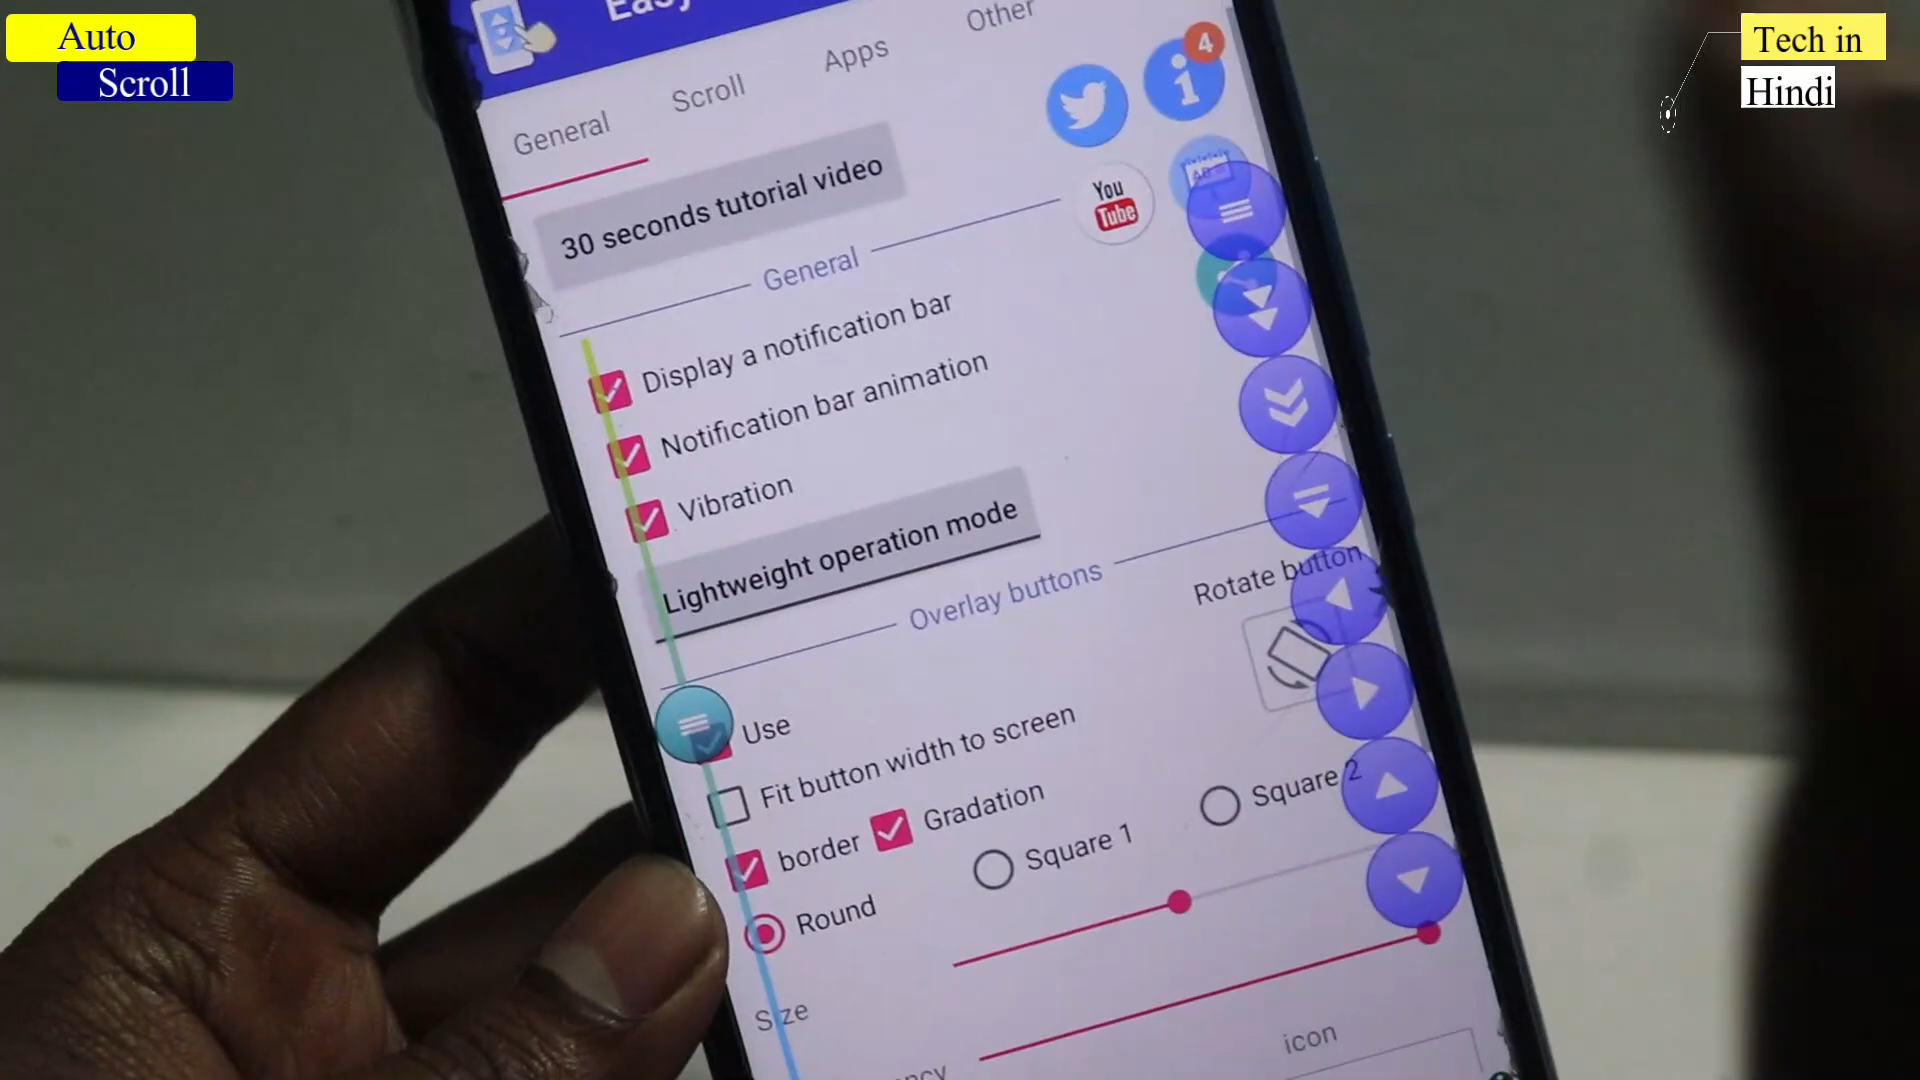 Auto
Scroll
Tech in
Hindi
Easy
General
Scroll
Apps
Other
4
30 seconds tutorial video
You
Tube
General
Display a notification bar
Notification bar animation
Vibration
Lightweight operation mode
Overlay buttons
Rotate button
Use
Fit button width to screen
border
Gradation
Round
Square 1
Square 2
Size
icon